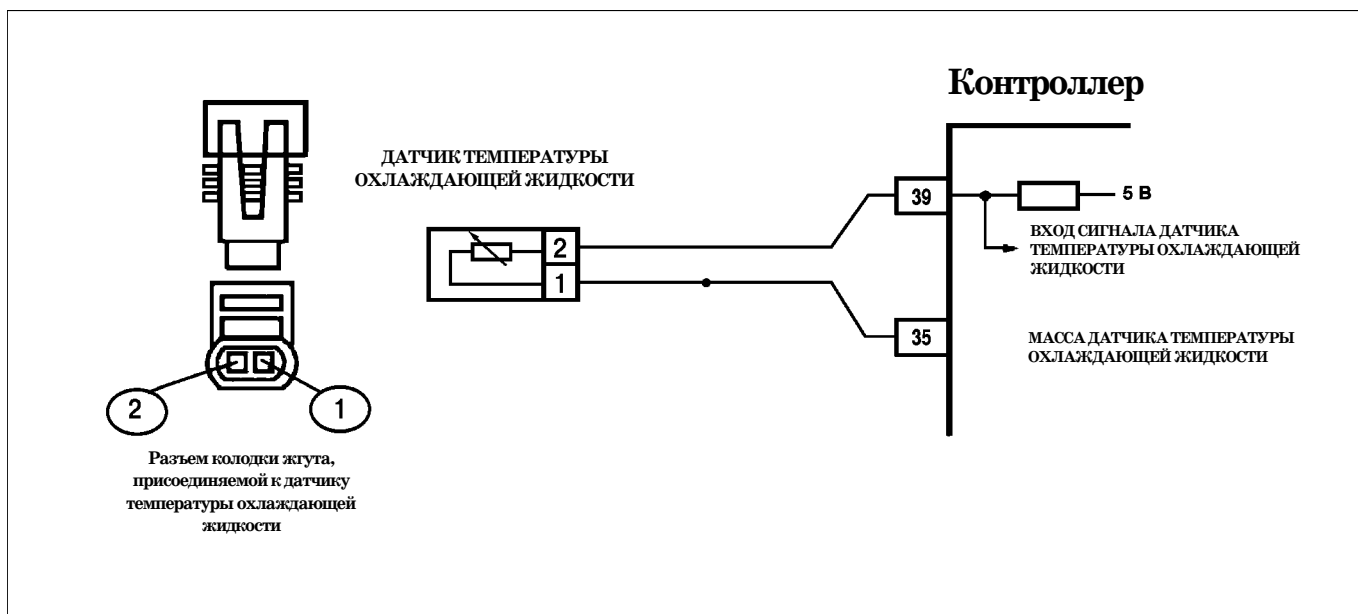 Контроллер
ДАТЧИК ТЕМПЕРАТУРЫ
ОХЛАЖДАЮЩЕЙ ЖИДКОСТИ
39
5 В
ВХОД СИГНАЛА ДАТЧИКА
ТЕМПЕРАТУРЫ ОХЛАЖДАЮЩЕЙ
ЖИДКОСТИ
2
1
35
МАССА ДАТЧИКА ТЕМПЕРАТУРЫ
ОХЛАЖДАЮЩЕЙ ЖИДКОСТИ
2
1
Разъем колодки жгута,
присоединяемой к датчику
температуры охлаждающей
жидкости